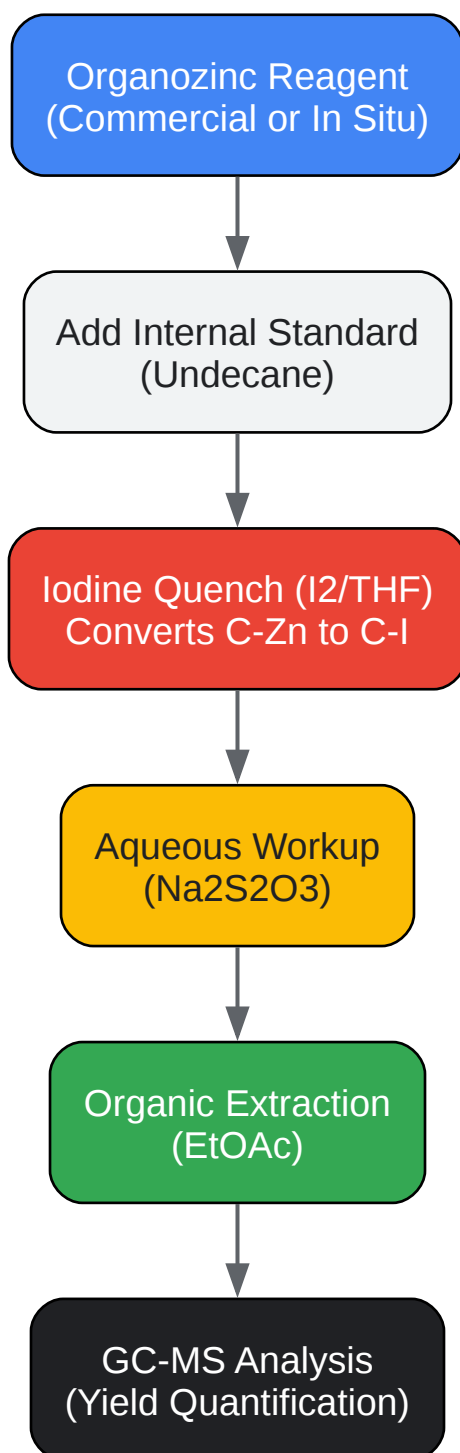 Organozinc Reagent
(Commercial or In Situ)
Add Internal Standard
(Undecane)
Iodine Quench (I2/THF)
Converts C-Zn to C-I
Aqueous Workup
(Na2S2O3)
Organic Extraction
(EtOAc)
GC-MS Analysis
(Yield Quantification)